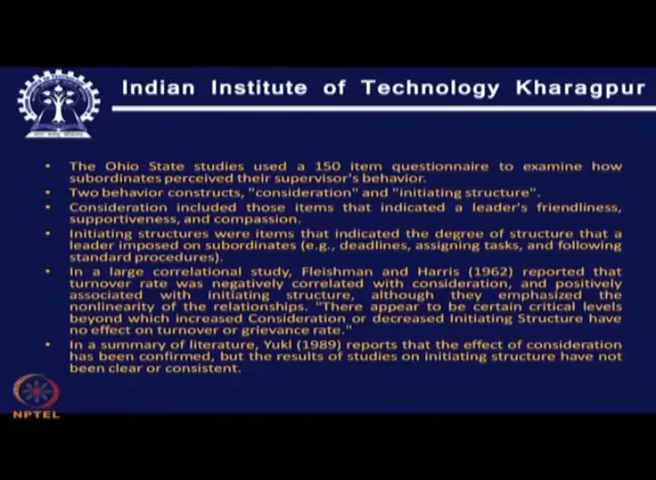 Indian Institute of Technology Kharagpur
• The Ohio State studies used a 150 item questionnaire to examine how
subordinates perceived their supervisor's behavior.
• Two behavior constructs, "consideration" and "initiating structure".
• Consideration included those items that indicated a leader's friendliness,
supportiveness, and compassion.
• Initiating structures were items that indicated the degree of structure that a
leader imposed on subordinates (e.g., deadlines, assigning tasks, and following
standard procedures).
• In a large correlational study, Fleishman and Harris (1962) reported that
turnover rate was negatively correlated with consideration, and positively
associated with initiating structure, although they emphasized the
nonlinearity of the relationships. "There appear to be certain critical levels
beyond which increased Consideration or decreased Initiating Structure have
no effect on turnover or grievance rate."
• In a summary of literature, Yukl (1989) reports that the effect of consideration
has been confirmed, but the results of studies on initiating structure have not
been clear or consistent.
NPTEL